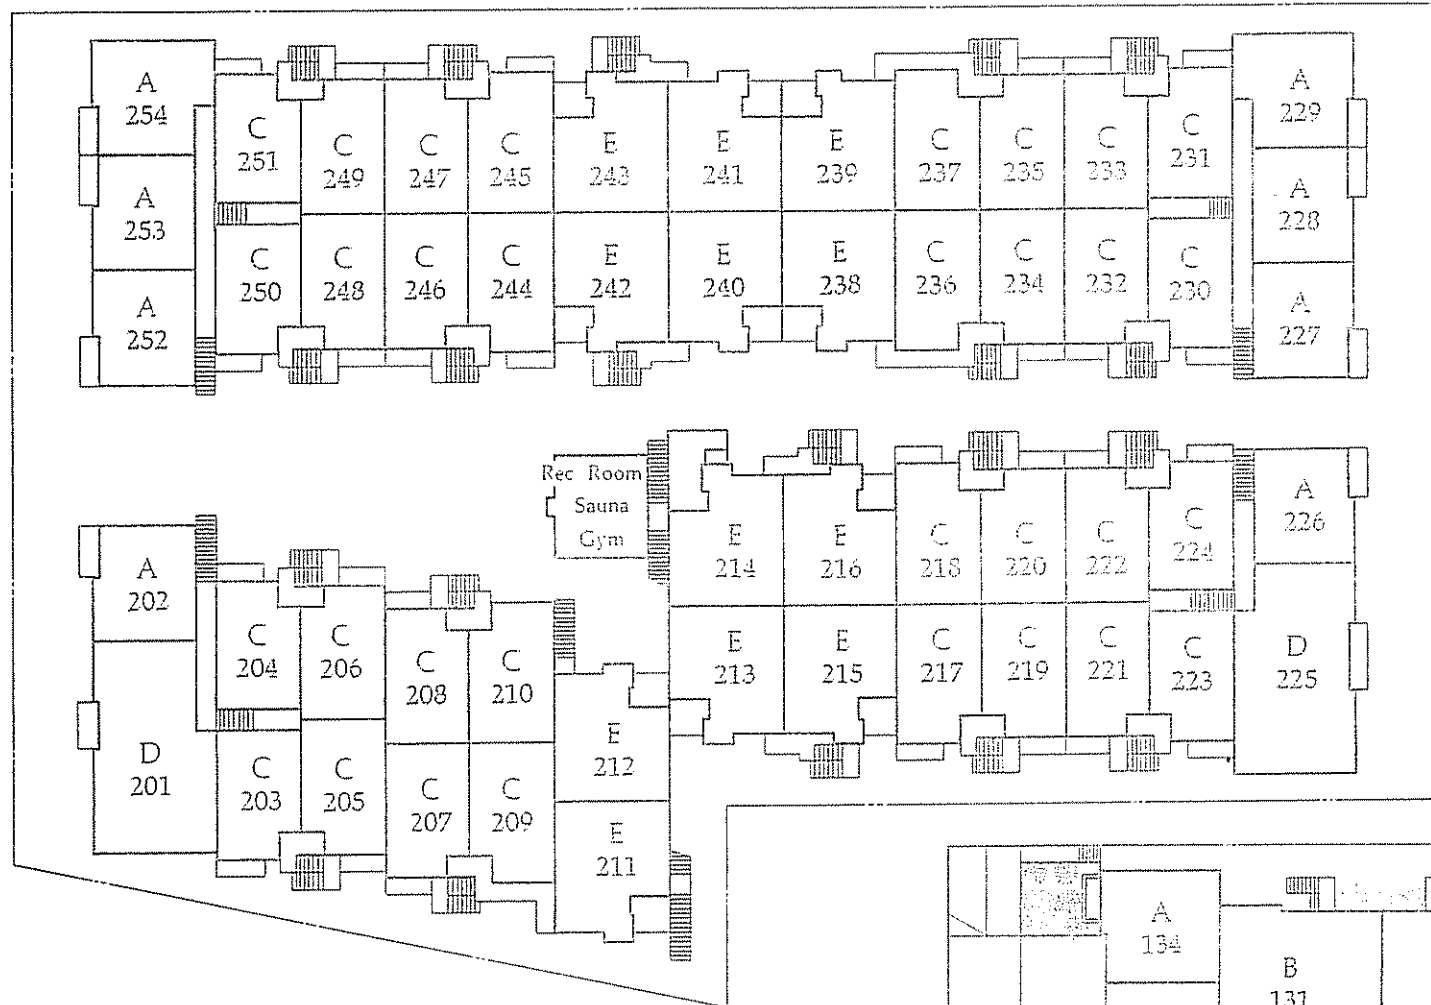 A
254
A
253
A
252
C
251
C
250
C
249
C
248
C
247
C
246
C
245
C
244
E
243
E
242
E
241
E
240
E
239
E
238
C
237
C
236
C
235
C
234
C
233
C
232
C
231
C
230
A
229
A
228
A
227
Rec Room
Sauna
Gym
A
202
D
201
C
204
C
203
C
206
C
205
C
208
C
207
C
210
C
209
E
212
E
211
E
214
E
213
E
216
E
215
C
218
C
217
C
220
C
219
C
222
C
221
C
224
C
223
A
226
D
225
A
134
B